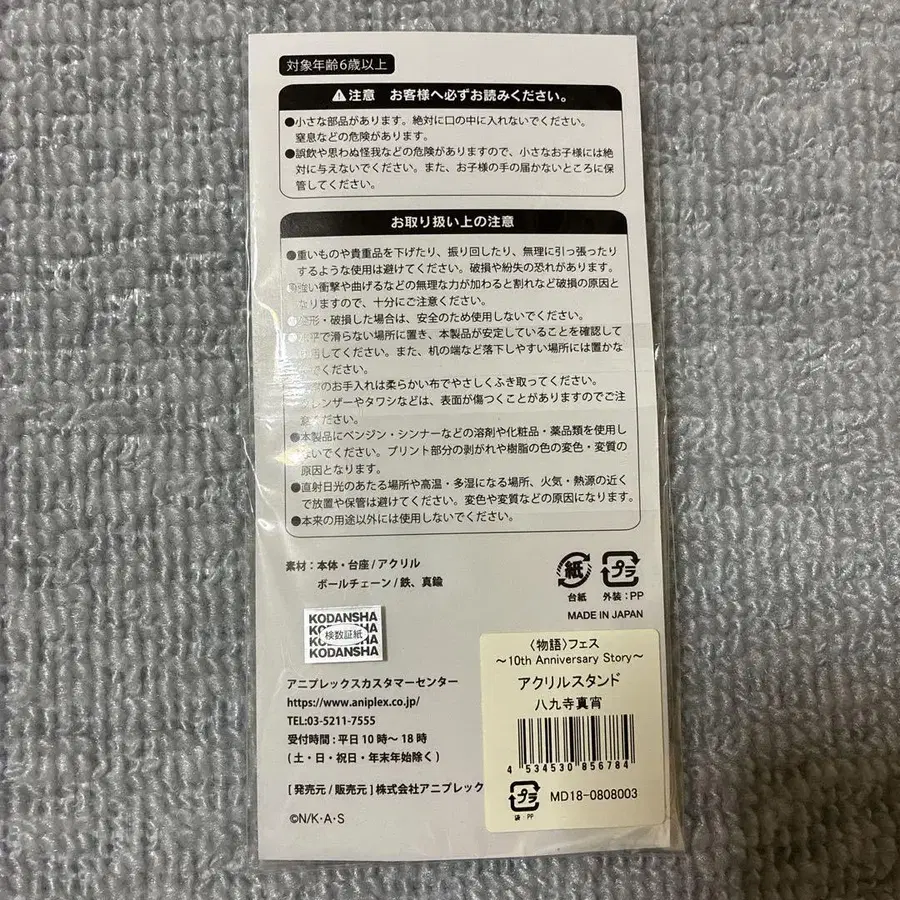 対象年齢6歳以上
⚠注意 お客様へ必ずお読みください。
●小さな部品があります。絶対に口の中に入れないでください。
窒息などの危険があります。
●誤飲や思わぬ怪我などの危険がありますので、小さなお子様には絶
対に与えないでください。また、お子様の手の届かないところに保
管してください。
お取り扱い上の注意
●重いものや貴重品を下げたり、振り回したり、無理に引っ張ったり
するような使用は避けてください。破損や紛失の恐れがあります。
●強い衝撃や曲げるなどの無理な力が加わると割れなど破損の原因と
なりますので、十分にご注意ください。
形・破損した場合は、安全のため使用しないでください。
平で滑らない場所に置き、本製品が安定していることを確認して
してください。また、机の端など落下しやすい場所には置かな
でください。
のお手入れは柔らかい布でやさしくふき取ってください。
レンザーやタワシなどは、表面が傷つくことがありますのでご注
意ください。
●本製品にベンジン・シンナーなどの溶剤や化粧品・薬品類を使用し
ないでください。プリント部分の剥がれや樹脂の色の変色・変質の
原因となります。
●直射日光のあたる場所や高温・多湿になる場所、火気・熱源の近く
で放置や保管は避けてください。変色や変質などの原因になります。
●本来の用途以外には使用しないでください。
素材:本体・台座/アクリル
ボールチェーン/鉄、真鍮
紙
台紙
プラ
外装:PP
MADE IN JAPAN
KODANSHA
KODANSHA
検数証紙
KODANSHA
KODANSHA
アニプレックスカスタマーセンター
https://www.aniplex.co.jp/
TEL:03-5211-7555
受付時間:平日10時〜18時
(土・日・祝日・年末年始除く)
[発売元/販売元]株式会社アニプレック
©N/K・A・S
〈物語〉フェス
〜10th Anniversary Story〜
アクリルスタンド
八九寺真宵
4 534530 856784
プラ
袋:PP
MD18-0808003